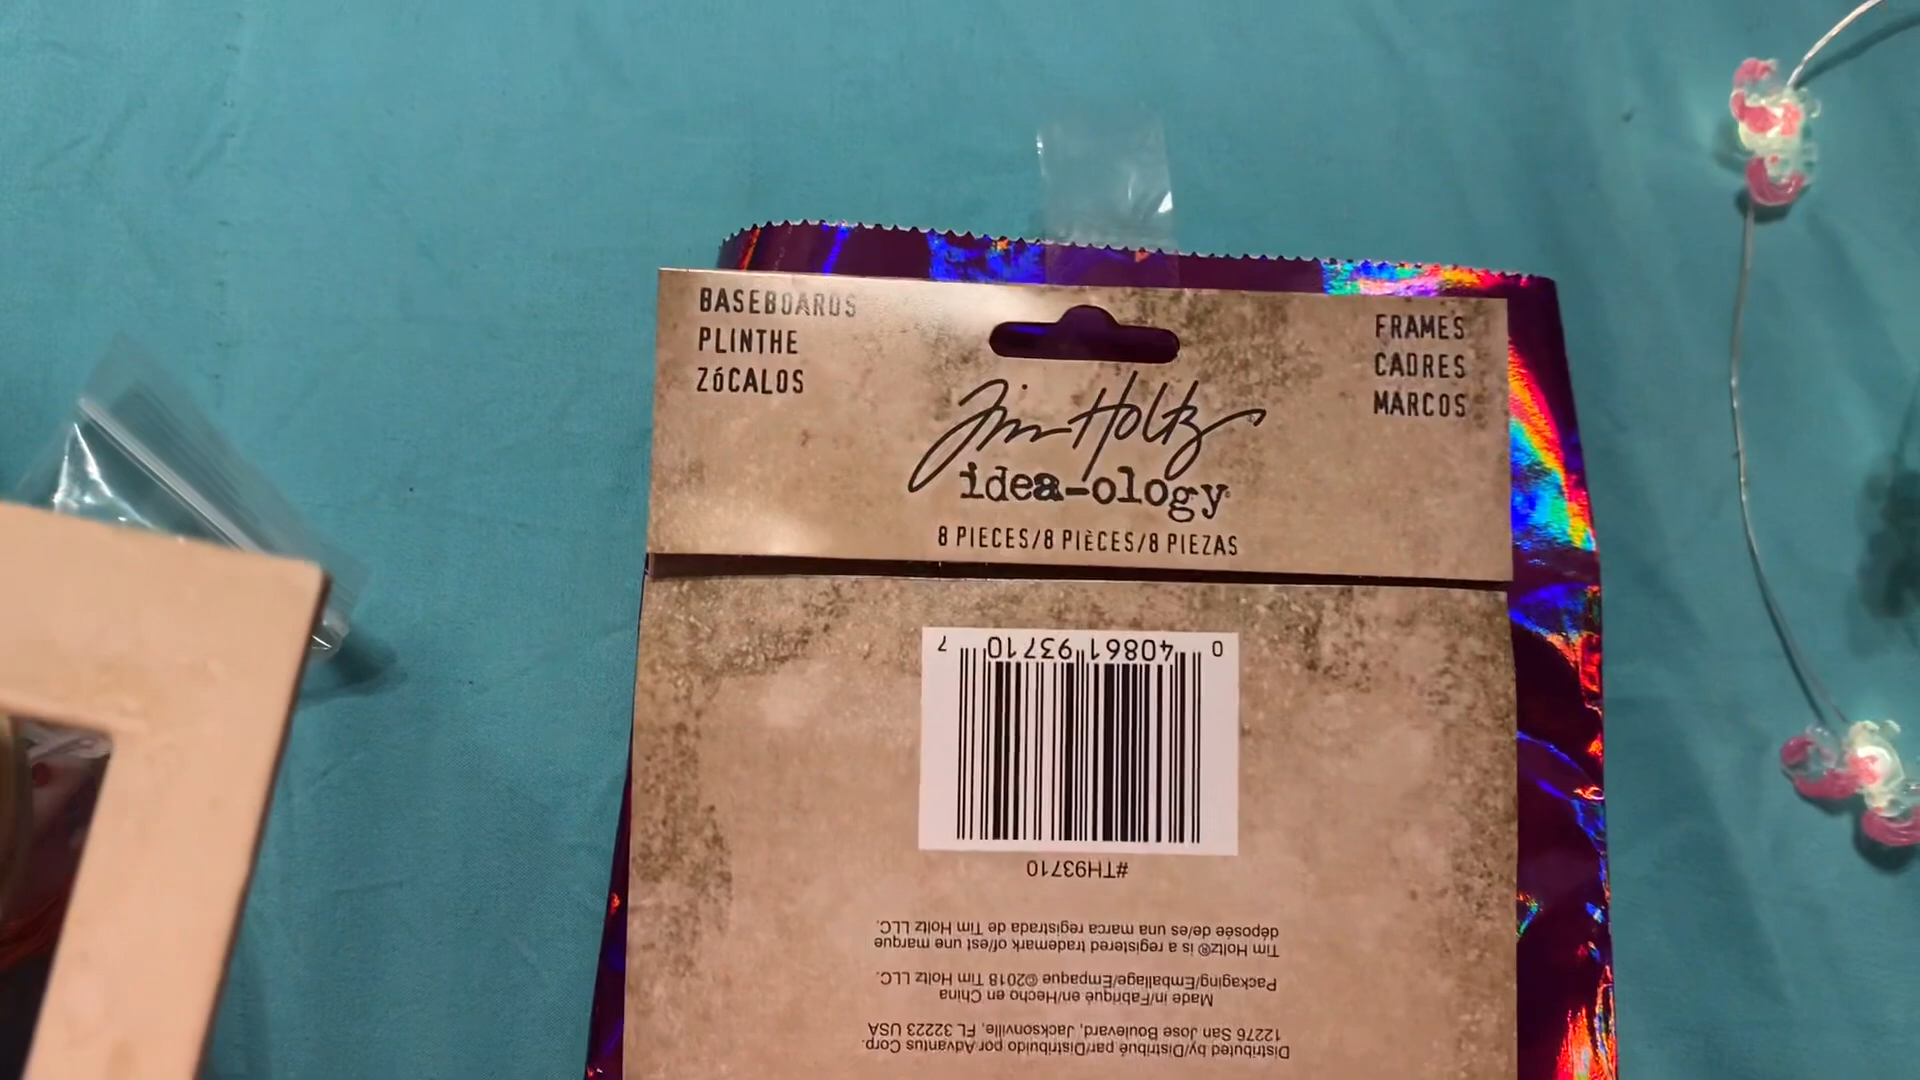 BASEBOARDS
PLINTHE
ZóCALOS
FRAMES
CADRES
MARCOS
Tim Holtz
idea-ology
8 PIECES/8 PIÈCES/8 PIEZAS
0 40861 93710 7
#TH93710
Tim Holtz® is a registered trademark of/est une marque
déposée de/es una marca registrada de Tim Holtz LLC.
Made in/Fabriqué en/Hecho en China
Packaging/Emballage/Empaque ©2018 Tim Holtz LLC.
Distributed by/Distribué par/Distribuido por Advantus Corp.
12276 San Jose Boulevard, Jacksonville, FL 32223 USA